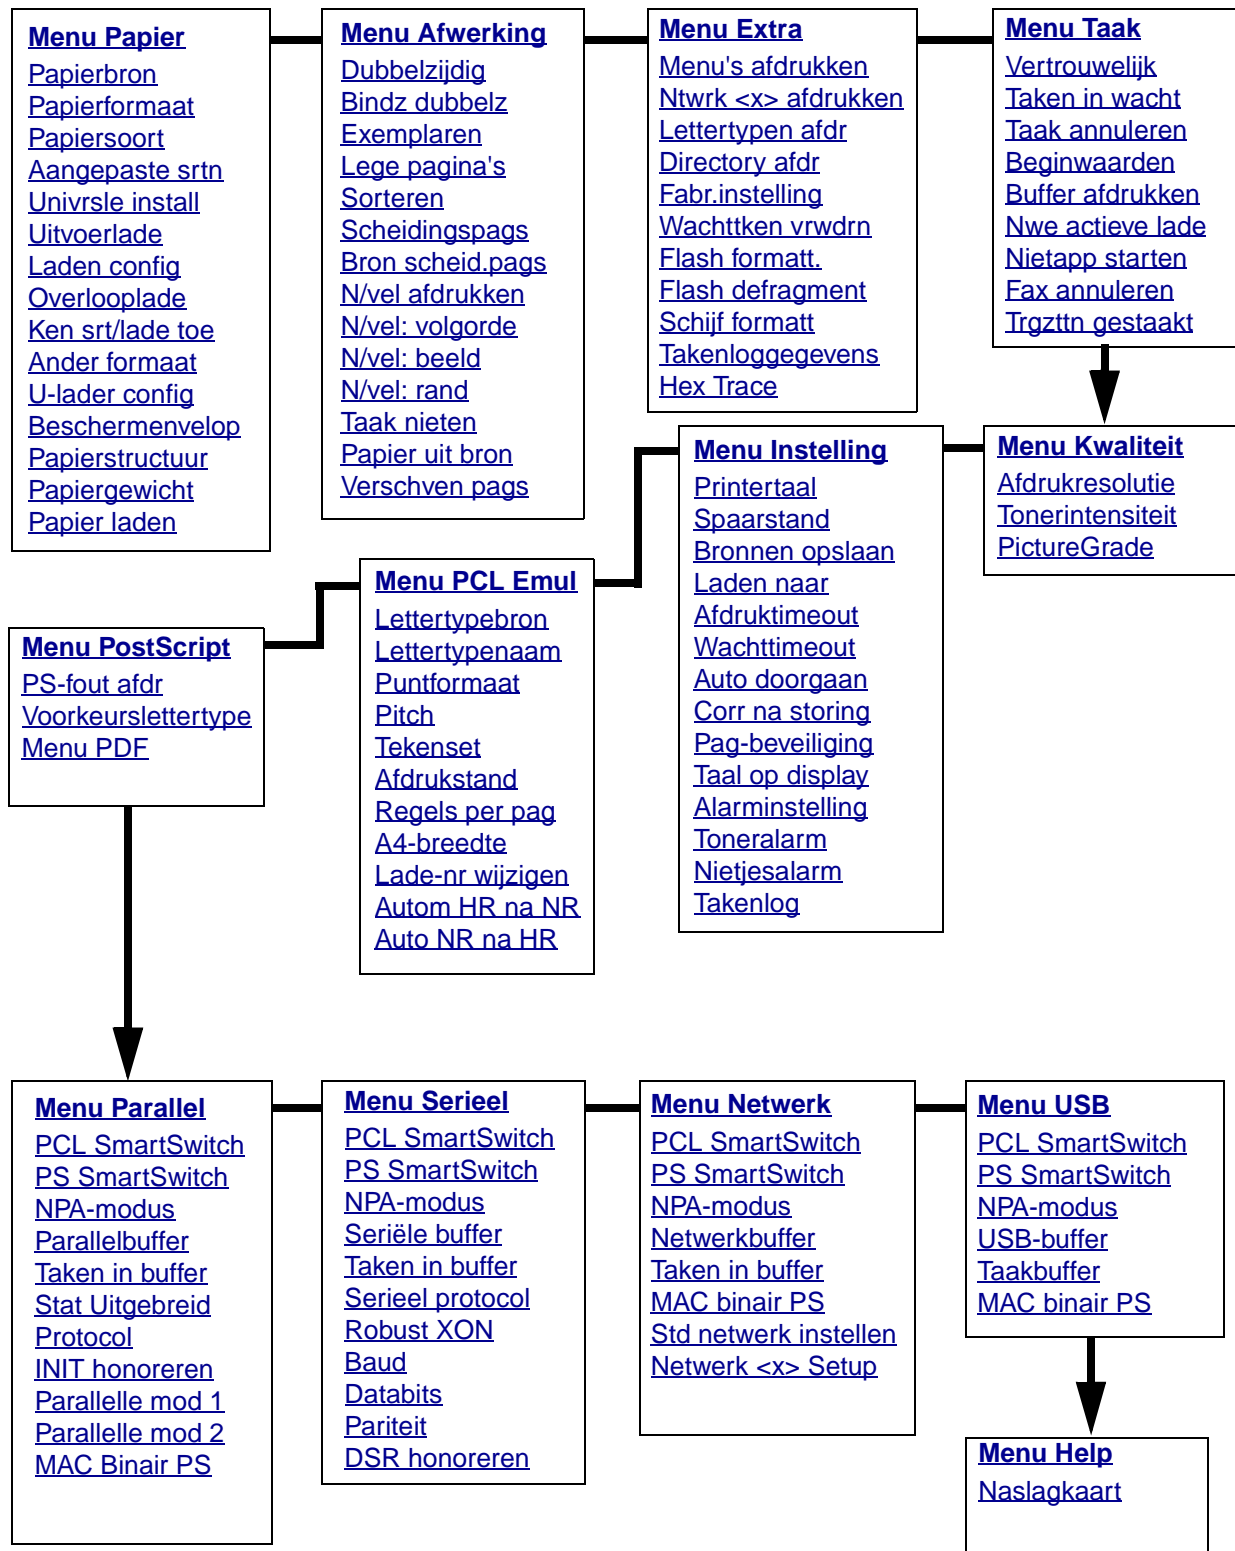 Menu Papier
Papierbron
Papierformaat
Papiersoort
Aangepaste srtn
Univrsle install
Uitvoerlade
Laden config
Overlooplade
Ken srt/lade toe
Ander formaat
U-lader config
Beschermenvelop
Papierstructuur
Papiergewicht
Papier laden
Menu Afwerking
Dubbelzijdig
Bindz dubbelz
Exemplaren
Lege pagina's
Sorteren
Scheidingspags
Bron scheid.pags
N/vel afdrukken
N/vel: volgorde
N/vel: beeld
N/vel: rand
Taak nieten
Papier uit bron
Verschven pags
Menu Extra
Menu's afdrukken
Ntwrk <x> afdrukken
Lettertypen afdr
Directory afdr
Fabr.instelling
Wachttken vrwdrn
Flash formatt.
Flash defragment
Schijf formatt
Takenloggegevens
Hex Trace
Menu Taak
Vertrouwelijk
Taken in wacht
Taak annuleren
Beginwaarden
Buffer afdrukken
Nwe actieve lade
Nietapp starten
Fax annuleren
Trgzttn gestaakt
Menu Kwaliteit
Afdrukresolutie
Tonerintensiteit
PictureGrade
Menu Instelling
Printertaal
Spaarstand
Bronnen opslaan
Laden naar
Afdruktimeout
Wachttimeout
Auto doorgaan
Corr na storing
Pag-beveiliging
Taal op display
Alarminstelling
Toneralarm
Nietjesalarm
Takenlog
Menu PCL Emul
Lettertypebron
Lettertypenaam
Puntformaat
Pitch
Tekenset
Afdrukstand
Regels per pag
A4-breedte
Lade-nr wijzigen
Autom HR na NR
Auto NR na HR
Menu PostScript
PS-fout afdr
Voorkeurslettertype
Menu PDF
Menu Parallel
PCL SmartSwitch
PS SmartSwitch
NPA-modus
Parallelbuffer
Taken in buffer
Stat Uitgebreid
Protocol
INIT honoreren
Parallelle mod 1
Parallelle mod 2
MAC Binair PS
Menu Serieel
PCL SmartSwitch
PS SmartSwitch
NPA-modus
Seriële buffer
Taken in buffer
Serieel protocol
Robust XON
Baud
Databits
Pariteit
DSR honoreren
Menu Netwerk
PCL SmartSwitch
PS SmartSwitch
NPA-modus
Netwerkbuffer
Taken in buffer
MAC binair PS
Std netwerk instellen
Netwerk <x> Setup
Menu USB
PCL SmartSwitch
PS SmartSwitch
NPA-modus
USB-buffer
Taakbuffer
MAC binair PS
Menu Help
Naslagkaart